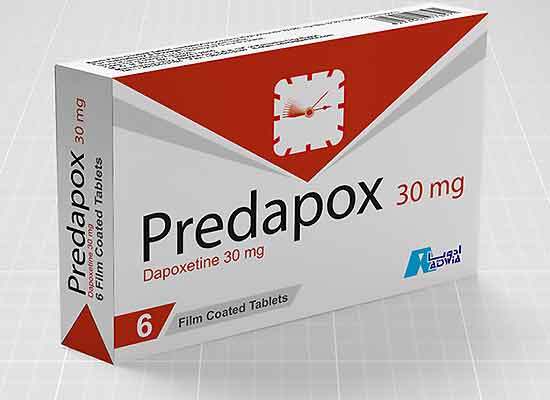 Predapox 30 mg
Dapoxetine 30 mg
6 Film Coated Tablets
ادويا
ADWIA
Predapox 30 mg
Dapoxetine 30 mg
6 Film Coated Tablets